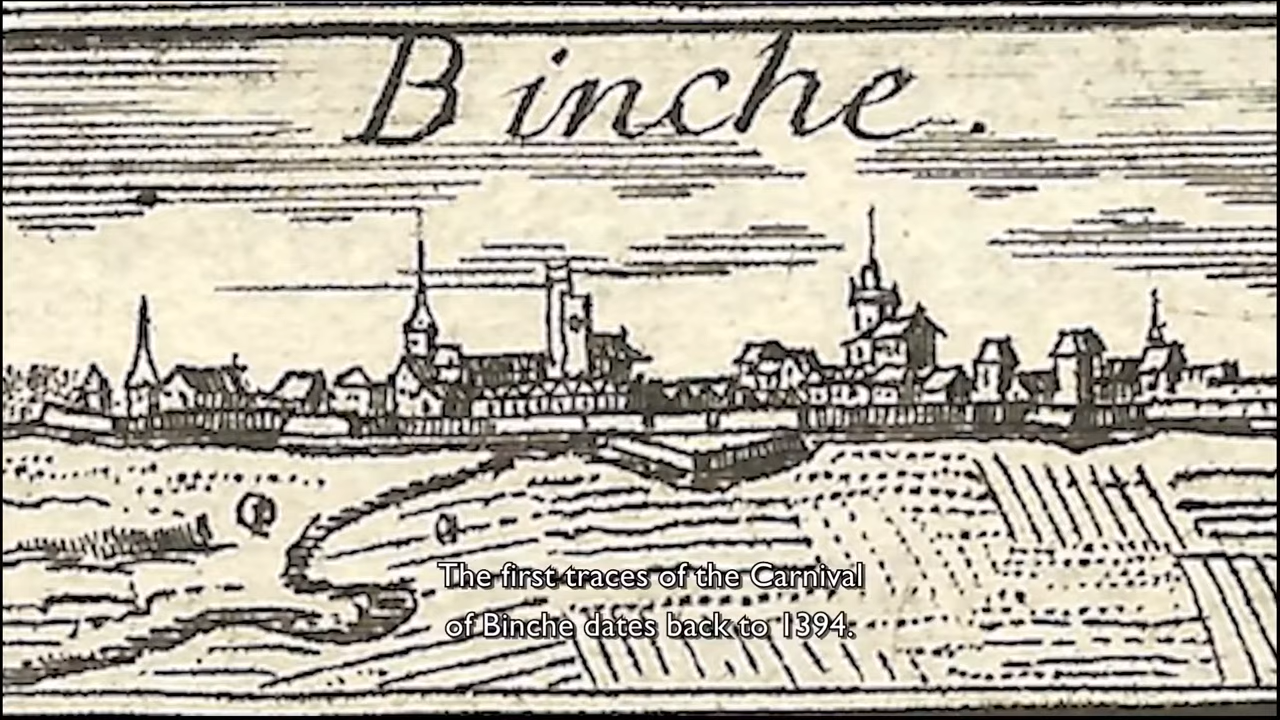 Binche.
The first traces of the Carnival
of Binche dates back to 1394.